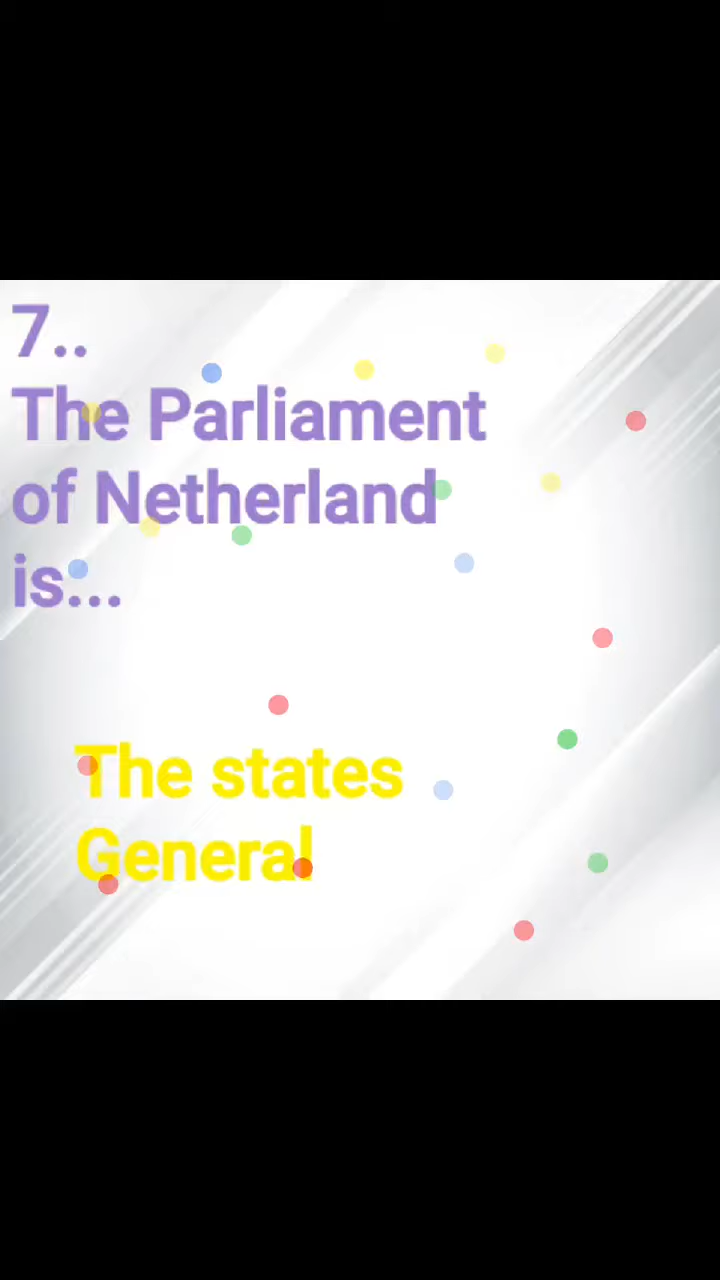 7..
The Parliament
of Netherland
is...
The states
General